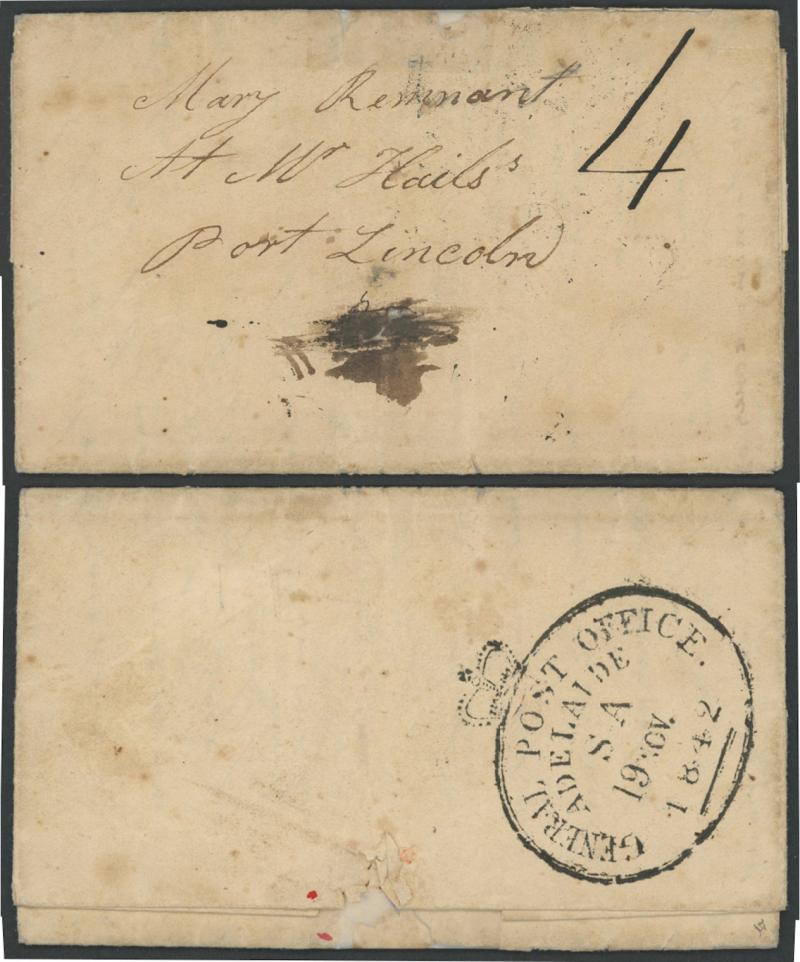 Mary Remnant
At Mr Hails's
Port Lincoln
4
GENERAL POST OFFICE.
ADELAIDE
S A
19 NOV.
1842